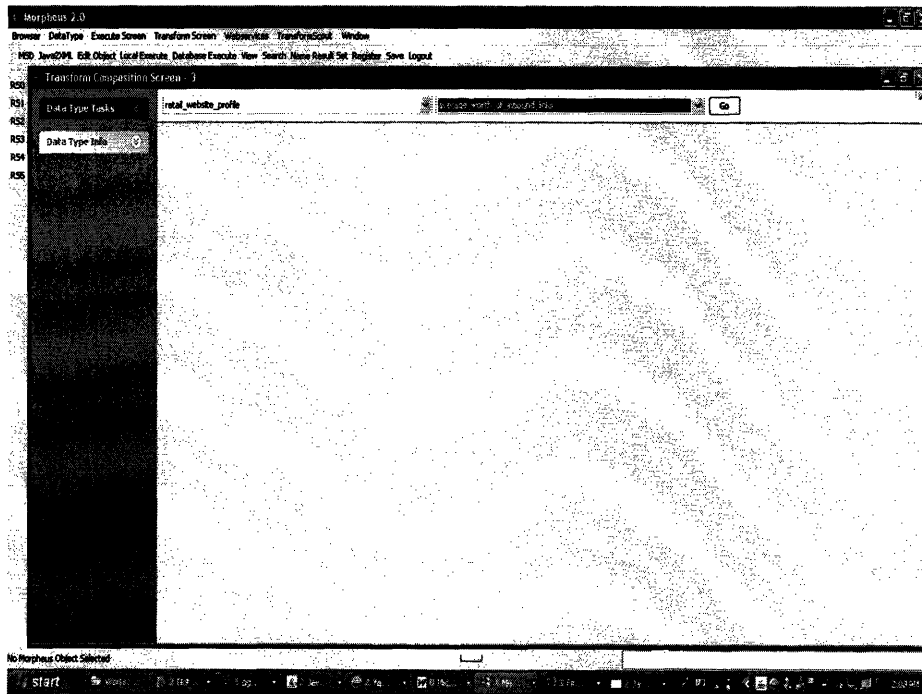 Morpheus 2.0
Browser DataType Execute Screen Transform Screen Webservices TransformScout Window
MSD Java2XML Edit Object Local Execute Database Execute View Search Name Result Set Register Save Logout
Transform Composition Screen - 3
RS0
RS1
RS2
RS3
RS4
RS5
Data Type Tasks
retail_website_profile
Go
Data Type Info
No Morpheus Object Selected
start